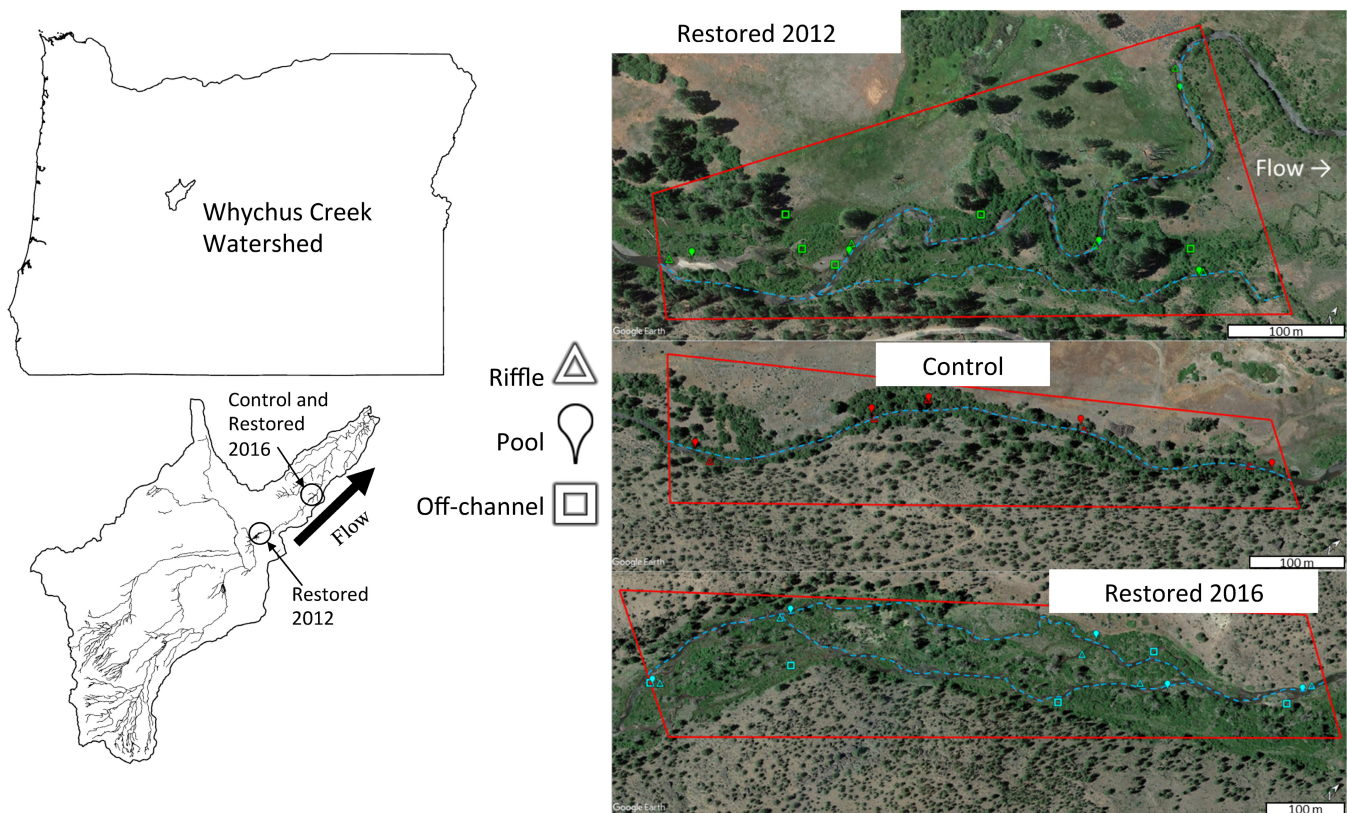 Whychus Creek
Watershed
Control and
Restored
2016
Flow
Restored
2012
Riffle
Pool
Off-channel
Restored 2012
Flow →
Google Earth
100 m
Control
Google Earth
100 m
Restored 2016
Google Earth
100 m